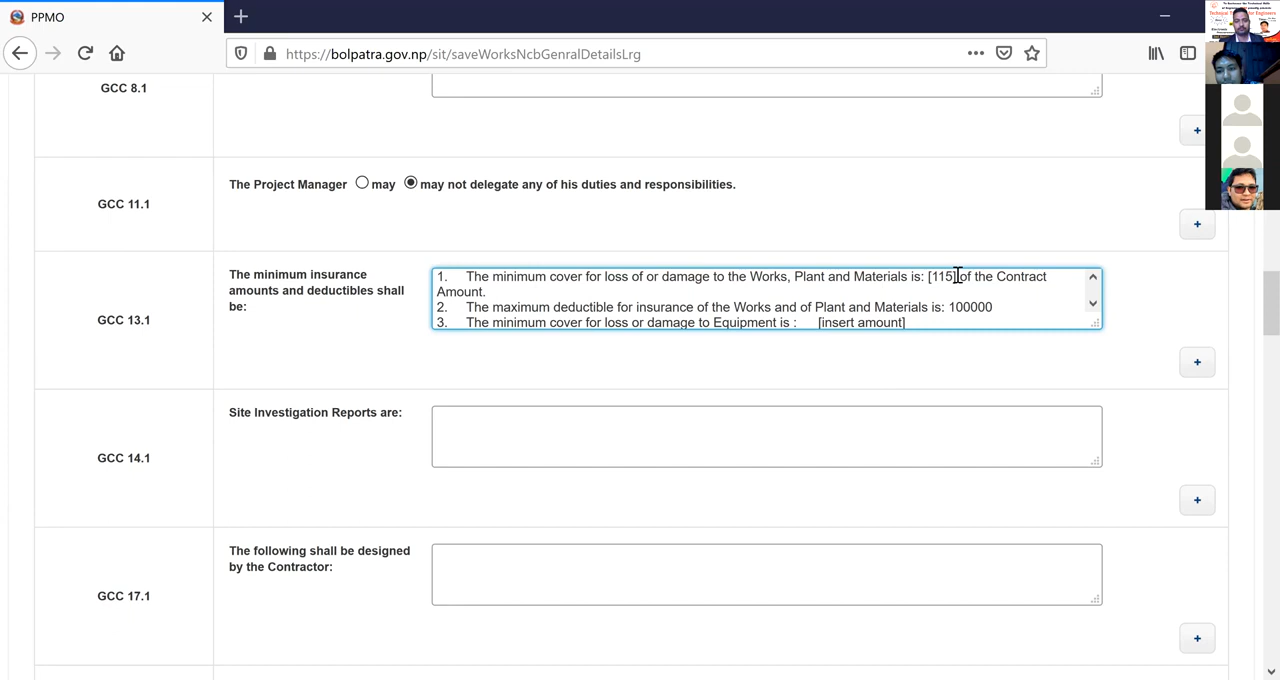 PPMO
https://bolpatra.gov.np/sit/saveWorksNcbGenralDetailsLrg
GCC 8.1
GCC 11.1
The Project Manager may may not delegate any of his duties and responsibilities.
GCC 13.1
The minimum insurance
amounts and deductibles shall
be:
1. The minimum cover for loss of or damage to the Works, Plant and Materials is: [115] of the Contract
Amount.
2. The maximum deductible for insurance of the Works and of Plant and Materials is: 100000
3. The minimum cover for loss or damage to Equipment is : [insert amount]
GCC 14.1
Site Investigation Reports are:
GCC 17.1
The following shall be designed
by the Contractor: